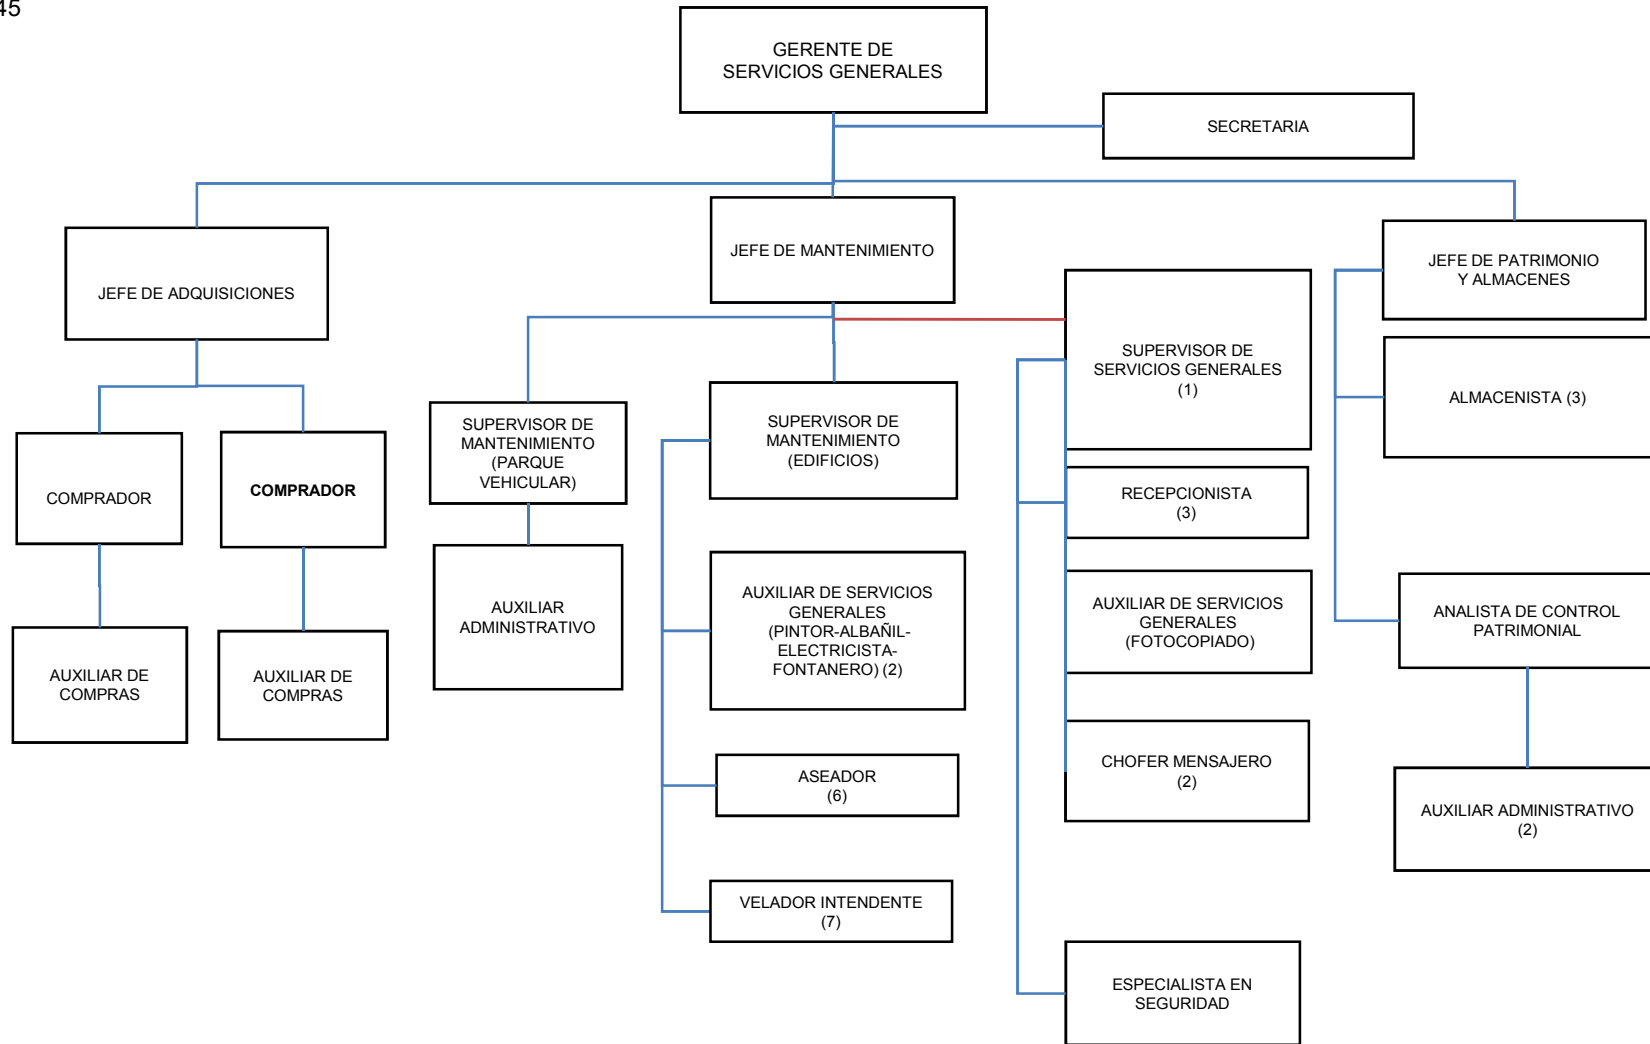 45
GERENTE DE
SERVICIOS GENERALES
SECRETARIA
JEFE DE ADQUISICIONES
JEFE DE MANTENIMIENTO
JEFE DE PATRIMONIO
Y ALMACENES
COMPRADOR
COMPRADOR
AUXILIAR DE
COMPRAS
AUXILIAR DE
COMPRAS
SUPERVISOR DE
MANTENIMIENTO
(PARQUE
VEHICULAR)
AUXILIAR
ADMINISTRATIVO
SUPERVISOR DE
MANTENIMIENTO
(EDIFICIOS)
AUXILIAR DE SERVICIOS
GENERALES
(PINTOR-ALBAÑIL-
ELECTRICISTA-
FONTANERO) (2)
ASEADOR
(6)
VELADOR INTENDENTE
(7)
SUPERVISOR DE
SERVICIOS GENERALES
(1)
RECEPCIONISTA
(3)
AUXILIAR DE SERVICIOS
GENERALES
(FOTOCOPIADO)
CHOFER MENSAJERO
(2)
ESPECIALISTA EN
SEGURIDAD
ALMACENISTA (3)
ANALISTA DE CONTROL
PATRIMONIAL
AUXILIAR ADMINISTRATIVO
(2)